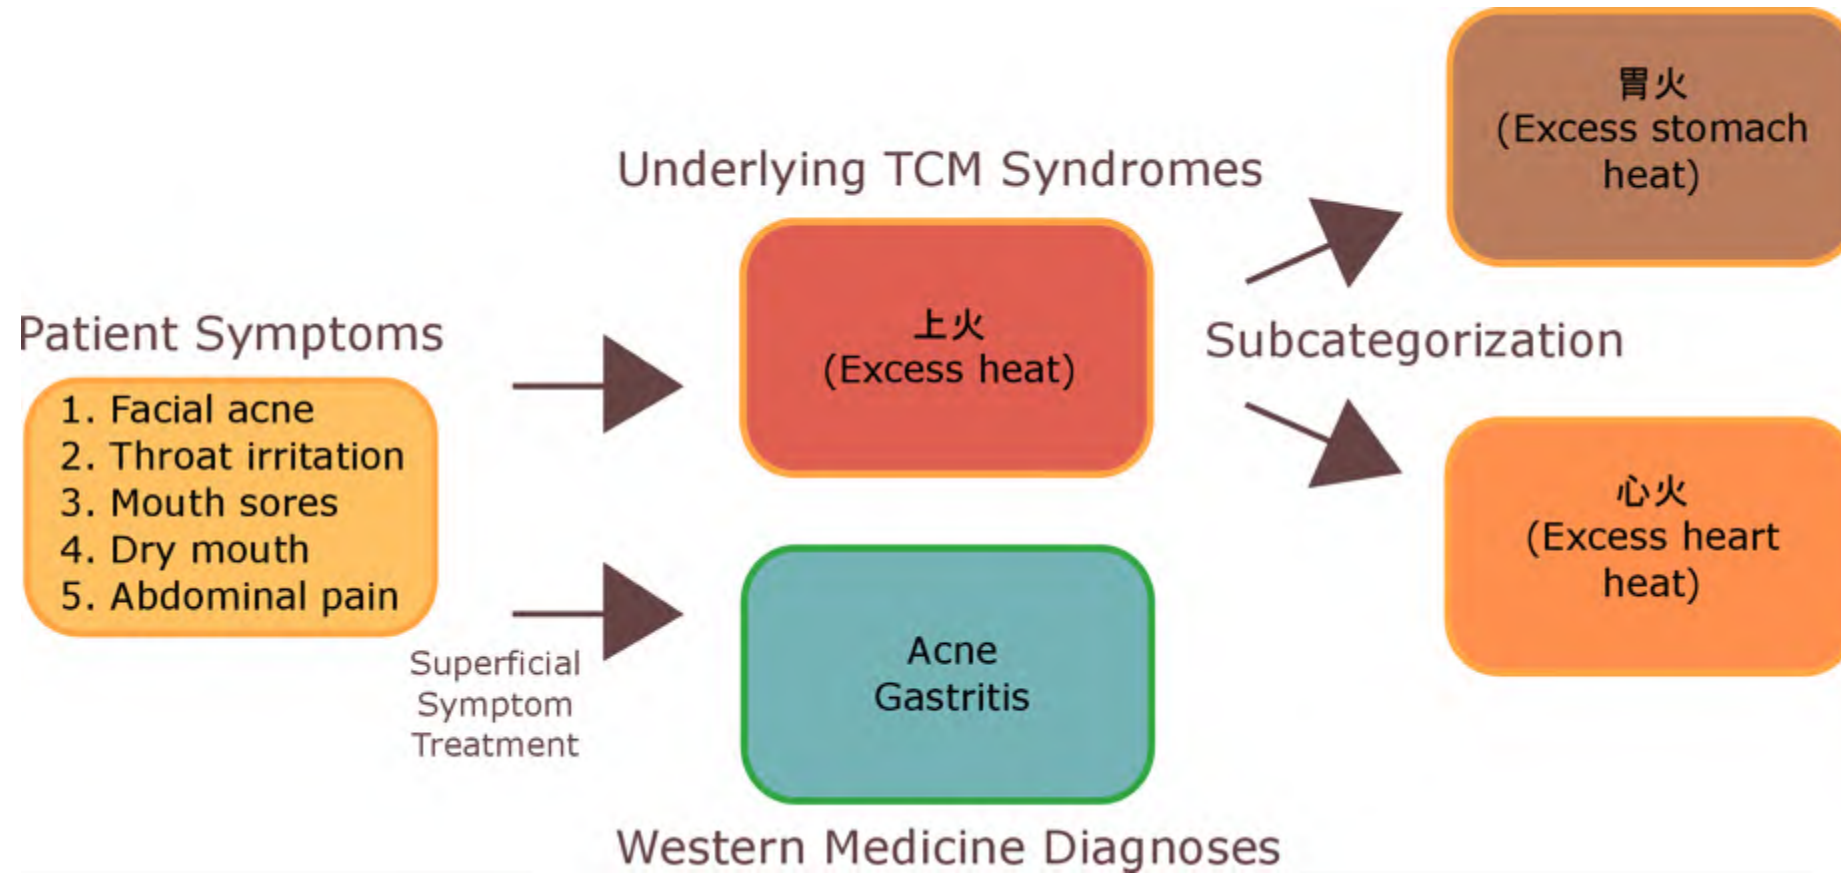 Patient Symptoms
1. Facial acne
2. Throat irritation
3. Mouth sores
4. Dry mouth
5. Abdominal pain
Superficial
Symptom
Treatment
Underlying TCM Syndromes
上火
(Excess heat)
Acne
Gastritis
Western Medicine Diagnoses
Subcategorization
胃火
(Excess stomach
heat)
心火
(Excess heart
heat)